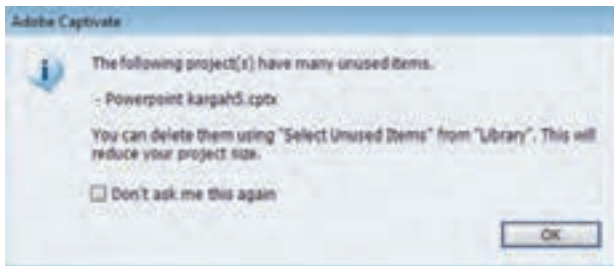 Adobe Captivate
The following project(s) have many unused items.
- Powerpoint kargah5.cptx
You can delete them using "Select Unused Items" from "Library". This will
reduce your project size.
Don't ask me this again
OK